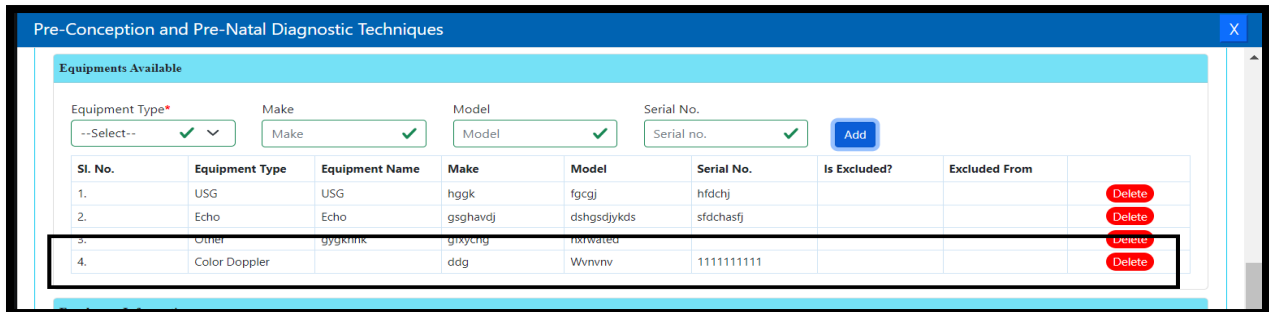 Pre-Conception and Pre-Natal Diagnostic Techniques X
Equipments Available
Equipment Type* Make Model Serial No.
--Select-- Make Model Serial no. Add
Sl. No. Equipment Type Equipment Name Make Model Serial No. Is Excluded? Excluded From
1. USG USG hggk fgcgj hfdchj Delete
2. Echo Echo gsghavdj dshgsdjykds sfdchasfj Delete
3. Other Delete
4. Color Doppler ddg Wvnvnv 1111111111 Delete